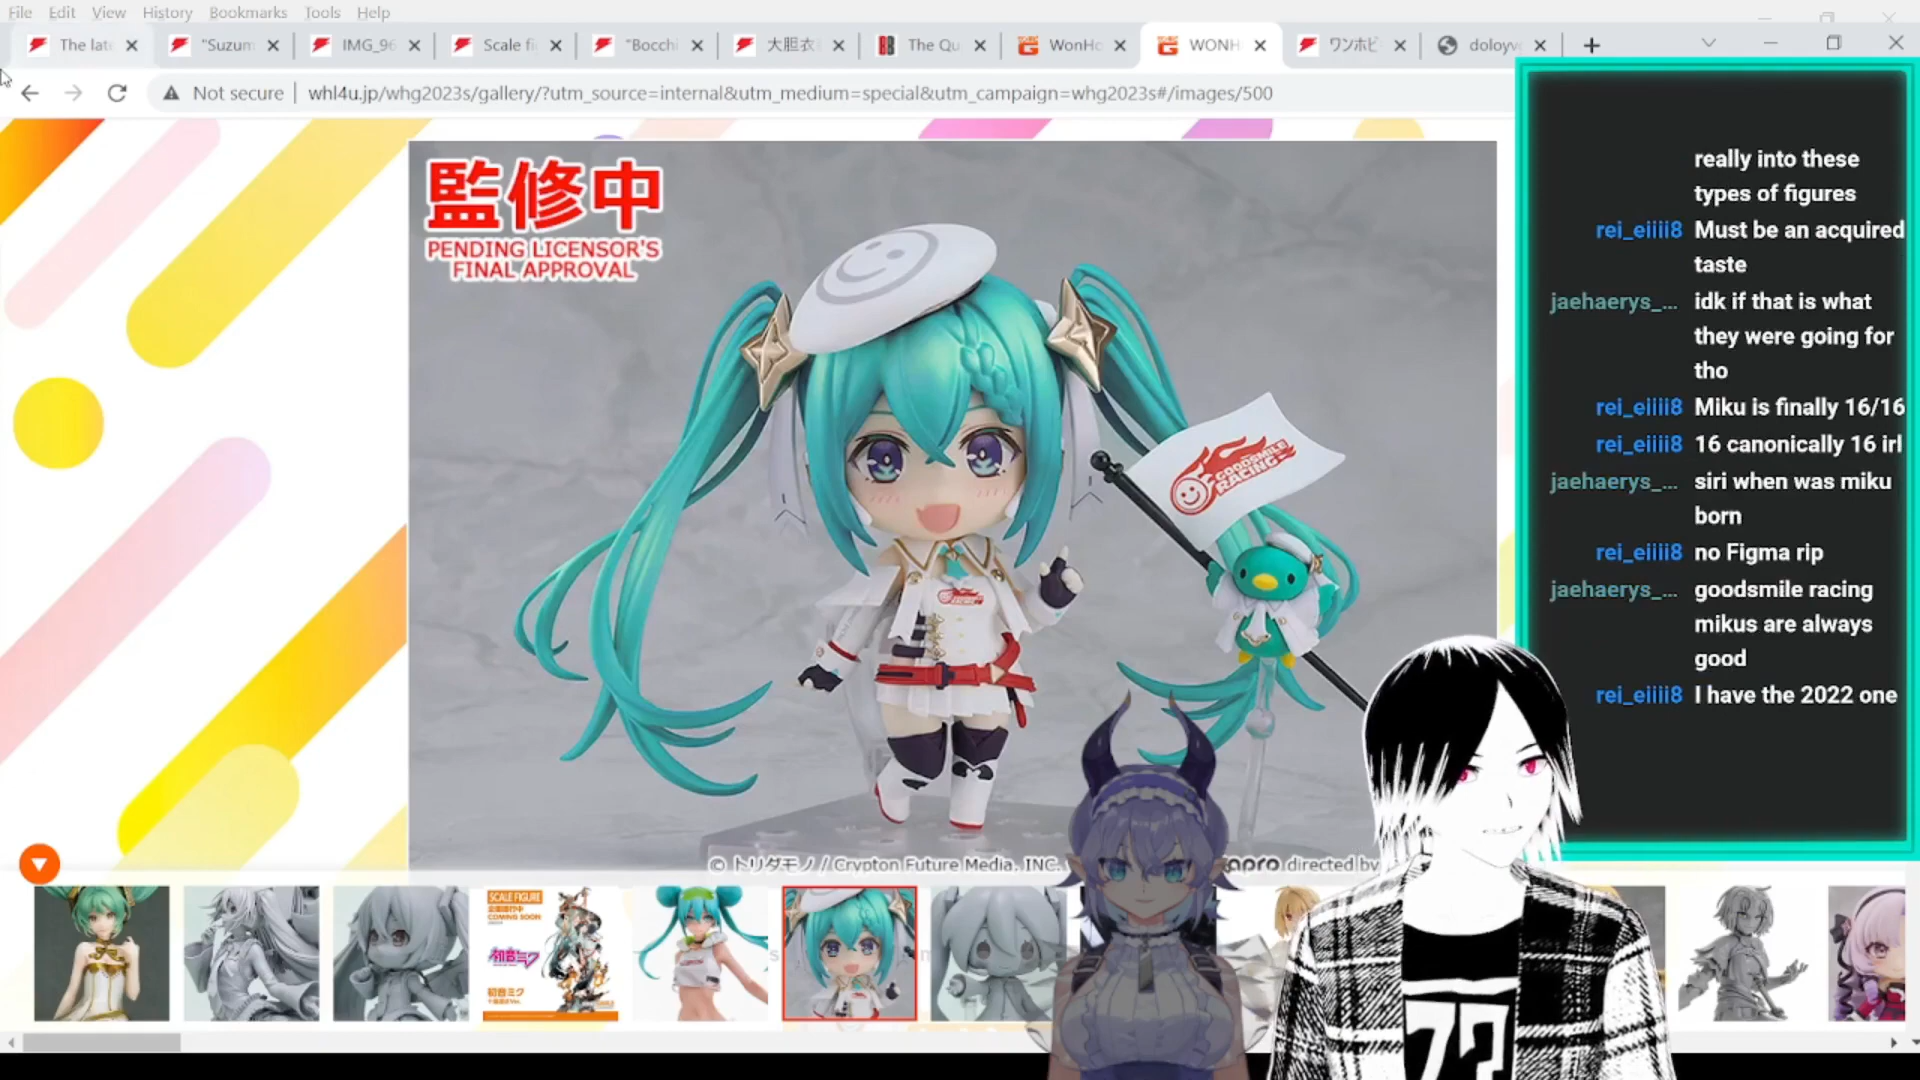 File Edit View History Bookmarks Tools Help
The late
"Suzum
IMG_96
Scale fi
"Bocchi
大胆衣
The Qu
WonHo
WONH
ワンホビ
doloyv
Not secure
whl4u.jp/whg2023s/gallery/?utm_source=internal&utm_medium=special&utm_campaign=whg2023s#/images/500
監修中
PENDING LICENSOR'S
FINAL APPROVAL
GOODSMILE
RACING
© トリダモノ / Crypton Future Media, INC.
directed by
SCALE FIGURE
COMING SOON
初音ミク
初音ミク
really into these
types of figures
rei_eiiii8 Must be an acquired
taste
jaehaerys_... idk if that is what
they were going for
tho
rei_eiiii8 Miku is finally 16/16
rei_eiiii8 16 canonically 16 irl
jaehaerys_... siri when was miku
born
rei_eiiii8 no Figma rip
jaehaerys_... goodsmile racing
mikus are always
good
rei_eiiii8 I have the 2022 one